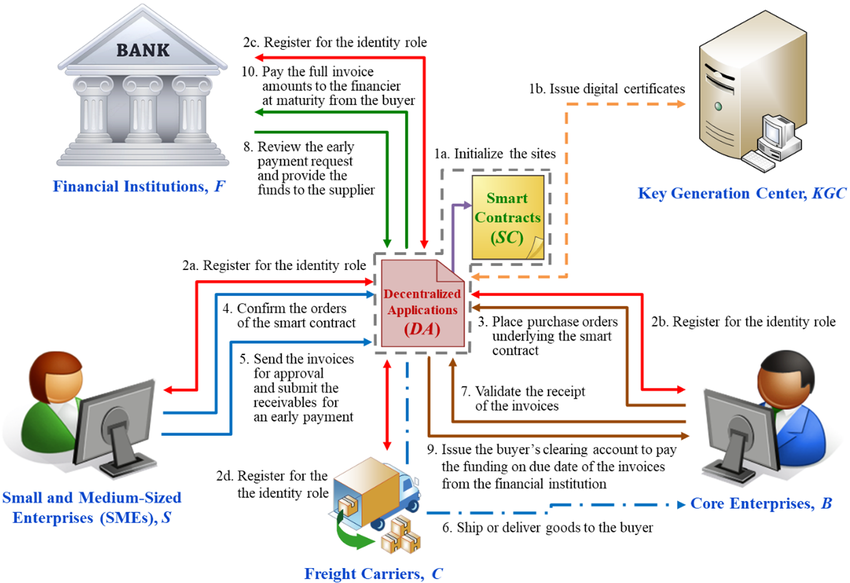 BANK
2c. Register for the identity role
10. Pay the full invoice
amounts to the financier
at maturity from the buyer
8. Review the early
payment request
and provide the
funds to the supplier
Financial Institutions, F
1b. Issue digital certificates
1a. Initialize the sites
Key Generation Center, KGC
Smart
Contracts
(SC)
2a. Register for the identity role
Decentralized
Applications
(DA)
4. Confirm the orders
of the smart contract
3. Place purchase orders
underlying the smart
contract
2b. Register for the identity role
5. Send the invoices
for approval
and submit the
receivables for
an early payment
7. Validate the receipt
of the invoices
9. Issue the buyer's clearing account to pay
the funding on due date of the invoices
from the financial institution
2d. Register for the
the identity role
Small and Medium-Sized
Enterprises (SMEs), S
Core Enterprises, B
6. Ship or deliver goods to the buyer
Freight Carriers, C